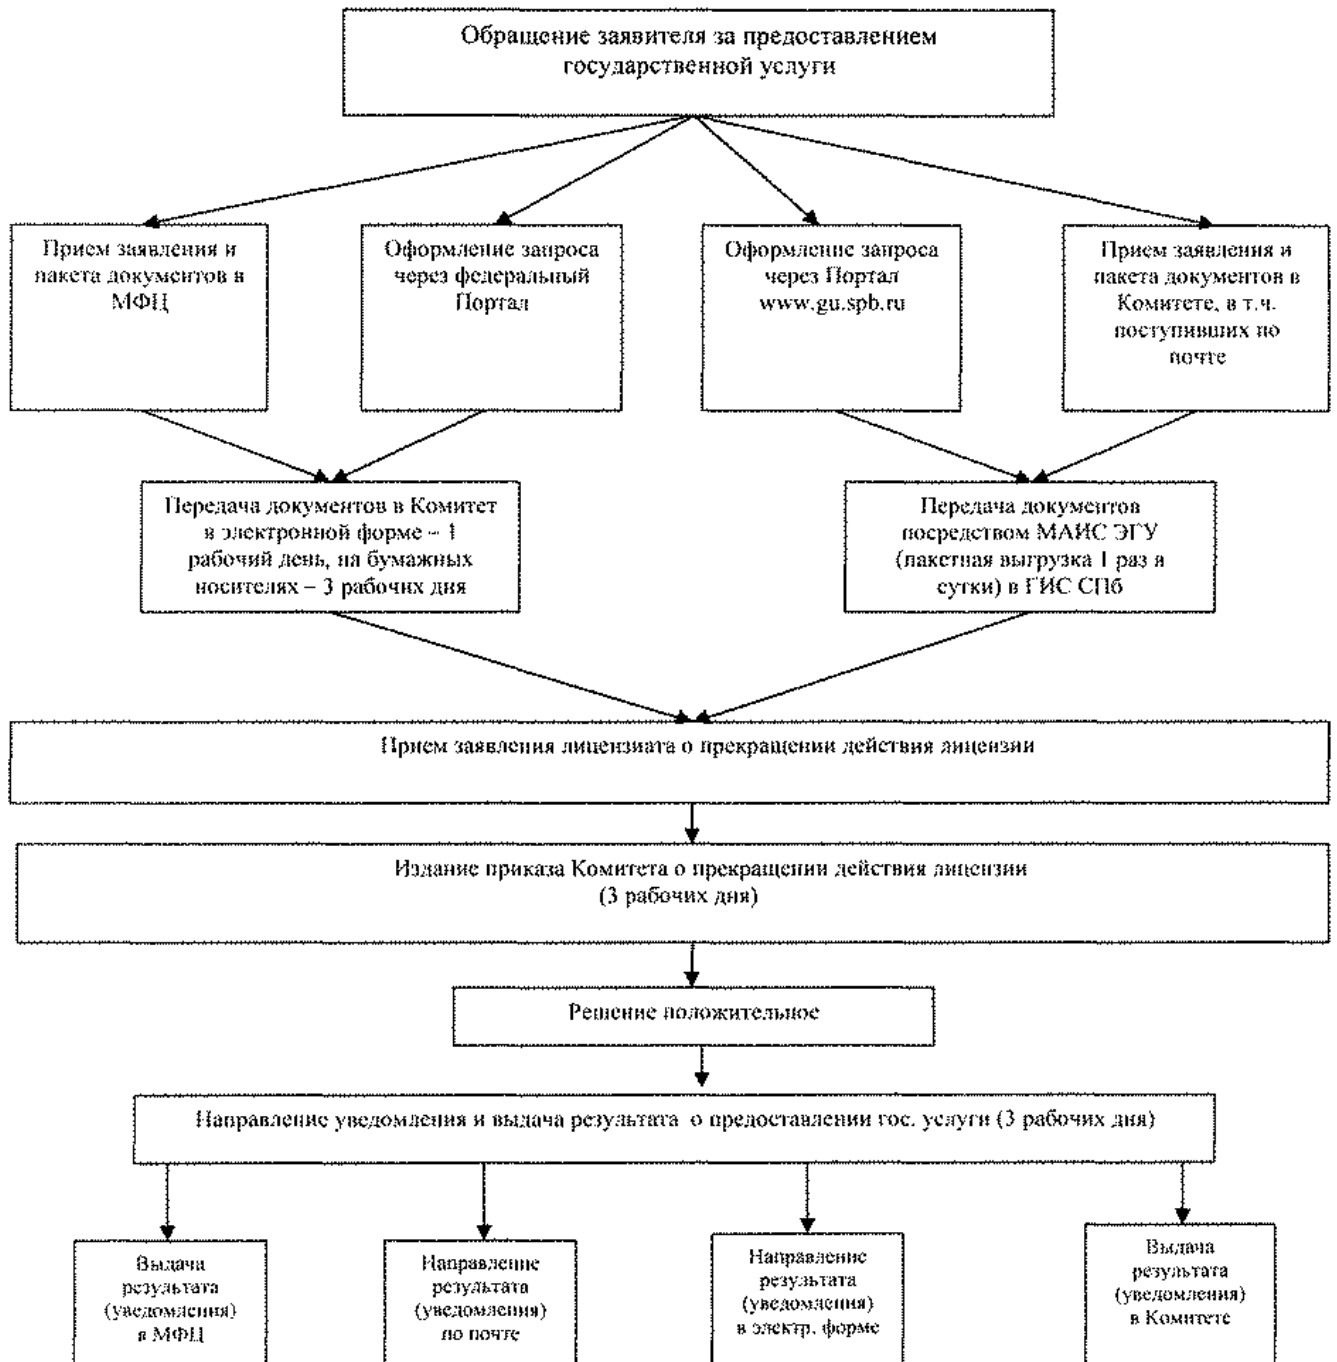 Обращение заявителя за предоставлением
государственной услуги
Прием заявления и
пакета документов в
МФЦ
Оформление запроса
через федеральный
Портал
Оформление запроса
через Портал
www.gu.spb.ru
Прием заявления и
пакета документов в
Комитете, в т.ч.
поступивших по
почте
Передача документов в Комитет
в электронной форме – 1
рабочий день, на бумажных
носителях – 3 рабочих дня
Передача документов
посредством МАИС ЭГУ
(пакетная выгрузка 1 раз в
сутки) в ГИС СПб
Прием заявления лицензиата о прекращении действия лицензии
Издание приказа Комитета о прекращении действия лицензии
(3 рабочих дня)
Решение положительное
Направление уведомления и выдача результата о предоставлении гос. услуги (3 рабочих дня)
Выдача
результата
(уведомления)
в МФЦ
Направление
результата
(уведомления)
по почте
Направление
результата
(уведомления)
в электр. форме
Выдача
результата
(уведомления)
в Комитете